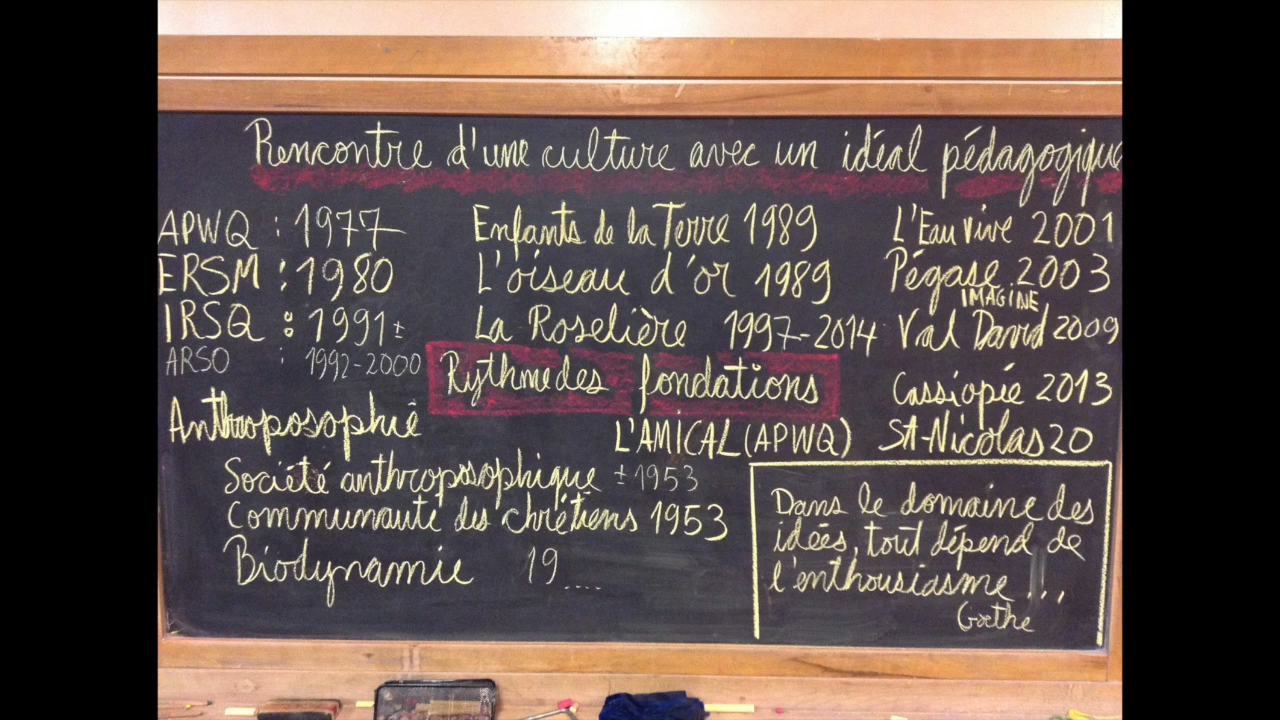 Rencontre d'une culture avec un idéal pédagogique
APWQ : 1977
ERSM : 1980
IRSQ : 1991±
ARSO : 1992-2000
Enfants de la Terre 1989
L'oiseau d'or 1989
La Roselière 1997-2014
L'Eau vive 2001
Pégase 2003
IMAGINE
Val David 2009
Cassiopée 2013
St-Nicolas 20
Rythme des fondations
L'AMICAL (APWQ)
Anthroposophie
Société anthroposophique ±1953
Communauté des chrétiens 1953
Biodynamie 19....
Dans le domaine des
idées, tout dépend de
l'enthousiasme...
Goethe